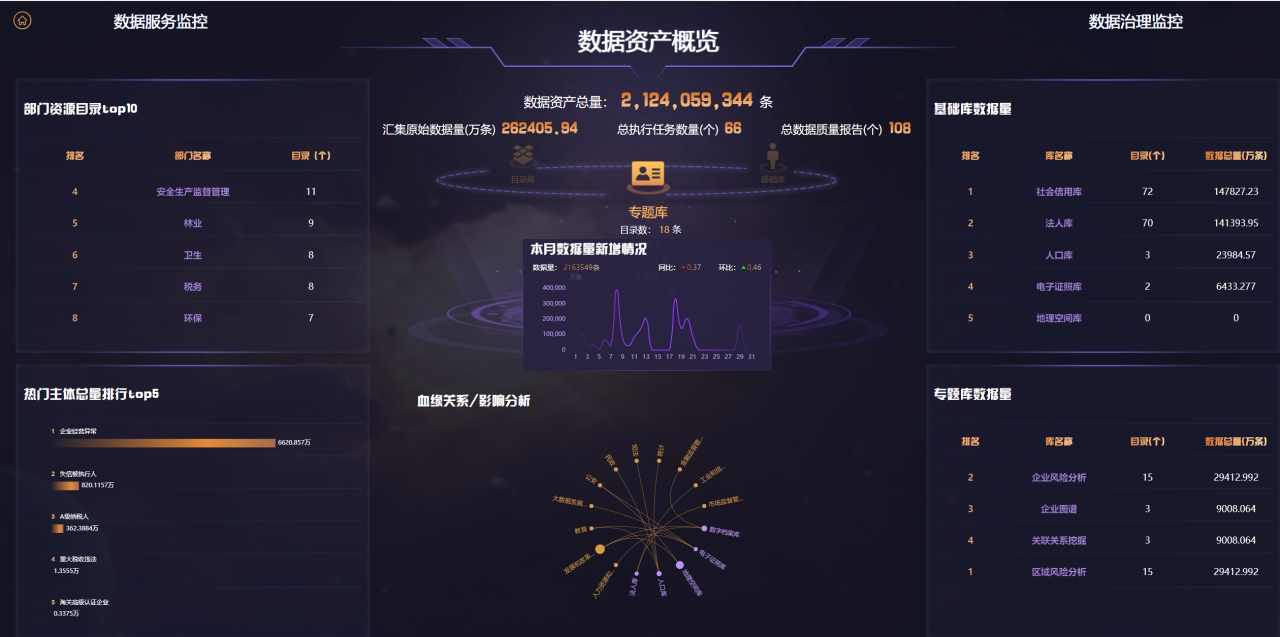 数据服务监控
数据资产概览
数据治理监控
数据资产总量： 2,124,059,344 条
汇集原始数据量(万条) 262405.94 总执行任务数量(个) 66 总数据质量报告(个) 108
目录库
基础库
专题库
目录数： 18 条
部门资源目录top10
排名 部门名称 目录（个）
4 安全生产监督管理 11
5 林业 9
6 卫生 8
7 税务 8
8 环保 7
本月数据量新增情况
数据量： 2163549条 同比： 0.37 环比： 0.46
万条
400,000
300,000
200,000
100,000
0
1 3 5 7 9 11 13 15 17 19 21 23 25 27 29 31
基础库数据量
排名 库名称 目录(个) 数据总量(万条)
1 社会信用库 72 147827.23
2 法人库 70 141393.95
3 人口库 3 23984.57
4 电子证照库 2 6433.277
5 地理空间库 0 0
热门主体总量排行top5
1 企业经营异常
6620.857万
2 失信被执行人
820.1157万
3 A级纳税人
362.3884万
4 重大税收违法
1.3555万
5 海关高级认证企业
0.3375万
血缘关系/影响分析
司法
统计
金融监督管...
工业和信...
市场监督管...
数字档案库
电子证照库
地理空间库
人口库
法人库
人力资源和...
发展和改革...
教育
大数据发展...
公安
民政
专题库数据量
排名 库名称 目录(个) 数据总量(万条)
2 企业风险分析 15 29412.992
3 企业图谱 3 9008.064
4 关联关系挖掘 3 9008.064
1 区域风险分析 15 29412.992